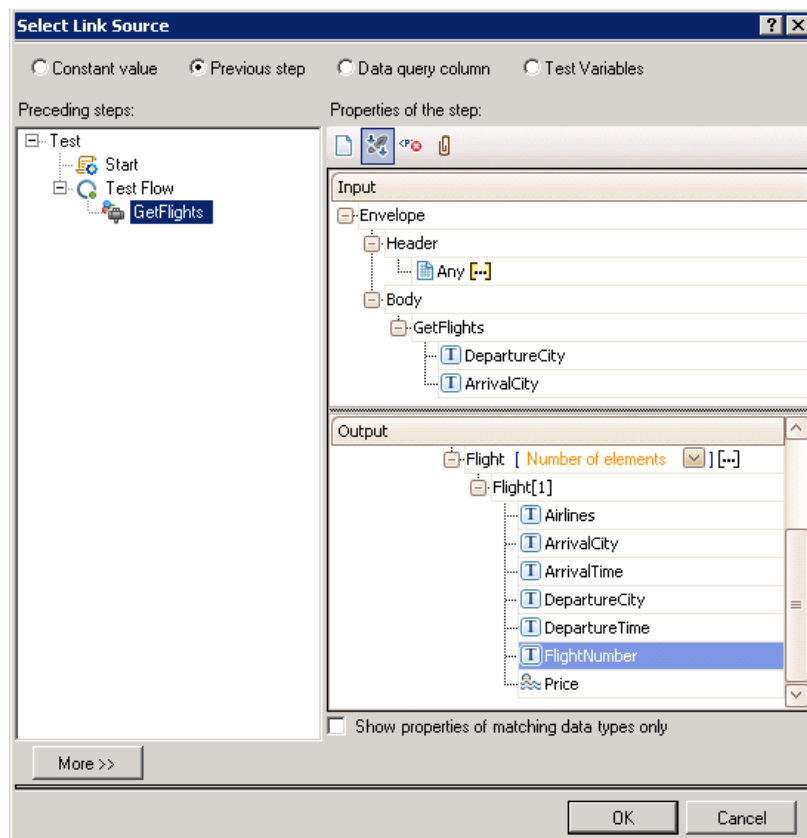 Select Link Source
Constant value Previous step Data query column Test Variables
Preceding steps:
Test
Start
Test Flow
GetFlights
Properties of the step:
Input
Envelope
Header
Any [...]
Body
GetFlights
T DepartureCity
T ArrivalCity
Output
Flight [ Number of elements ] [...]
Flight[1]
T Airlines
T ArrivalCity
T ArrivalTime
T DepartureCity
T DepartureTime
T FlightNumber
Price
Show properties of matching data types only
More >>
OK Cancel